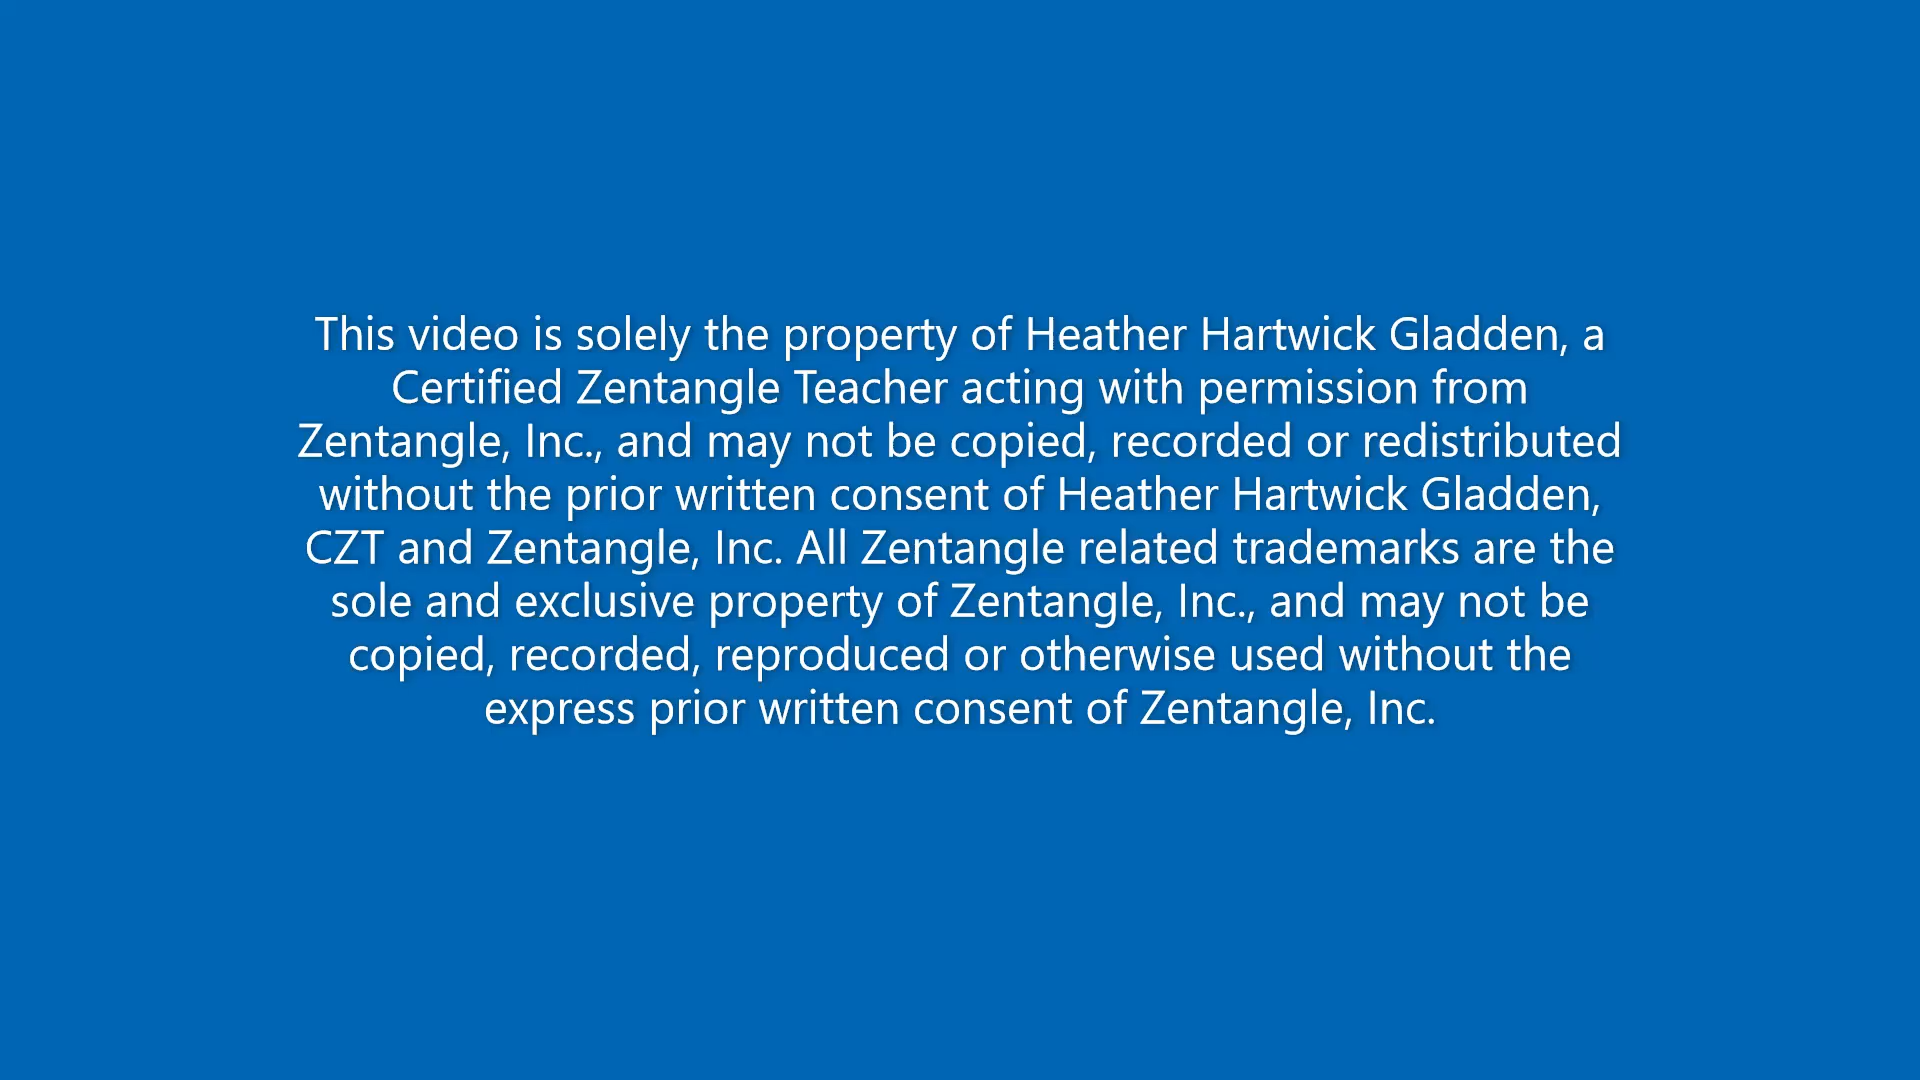 This video is solely the property of Heather Hartwick Gladden, a
Certified Zentangle Teacher acting with permission from
Zentangle, Inc., and may not be copied, recorded or redistributed
without the prior written consent of Heather Hartwick Gladden,
CZT and Zentangle, Inc. All Zentangle related trademarks are the
sole and exclusive property of Zentangle, Inc., and may not be
copied, recorded, reproduced or otherwise used without the
express prior written consent of Zentangle, Inc.